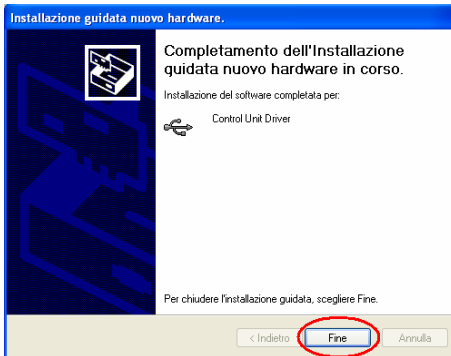 Installazione guidata nuovo hardware.
Completamento dell'Installazione
guidata nuovo hardware in corso.
Installazione del software completata per:
Control Unit Driver
Per chiudere l'installazione guidata, scegliere Fine.
< Indietro Fine Annulla